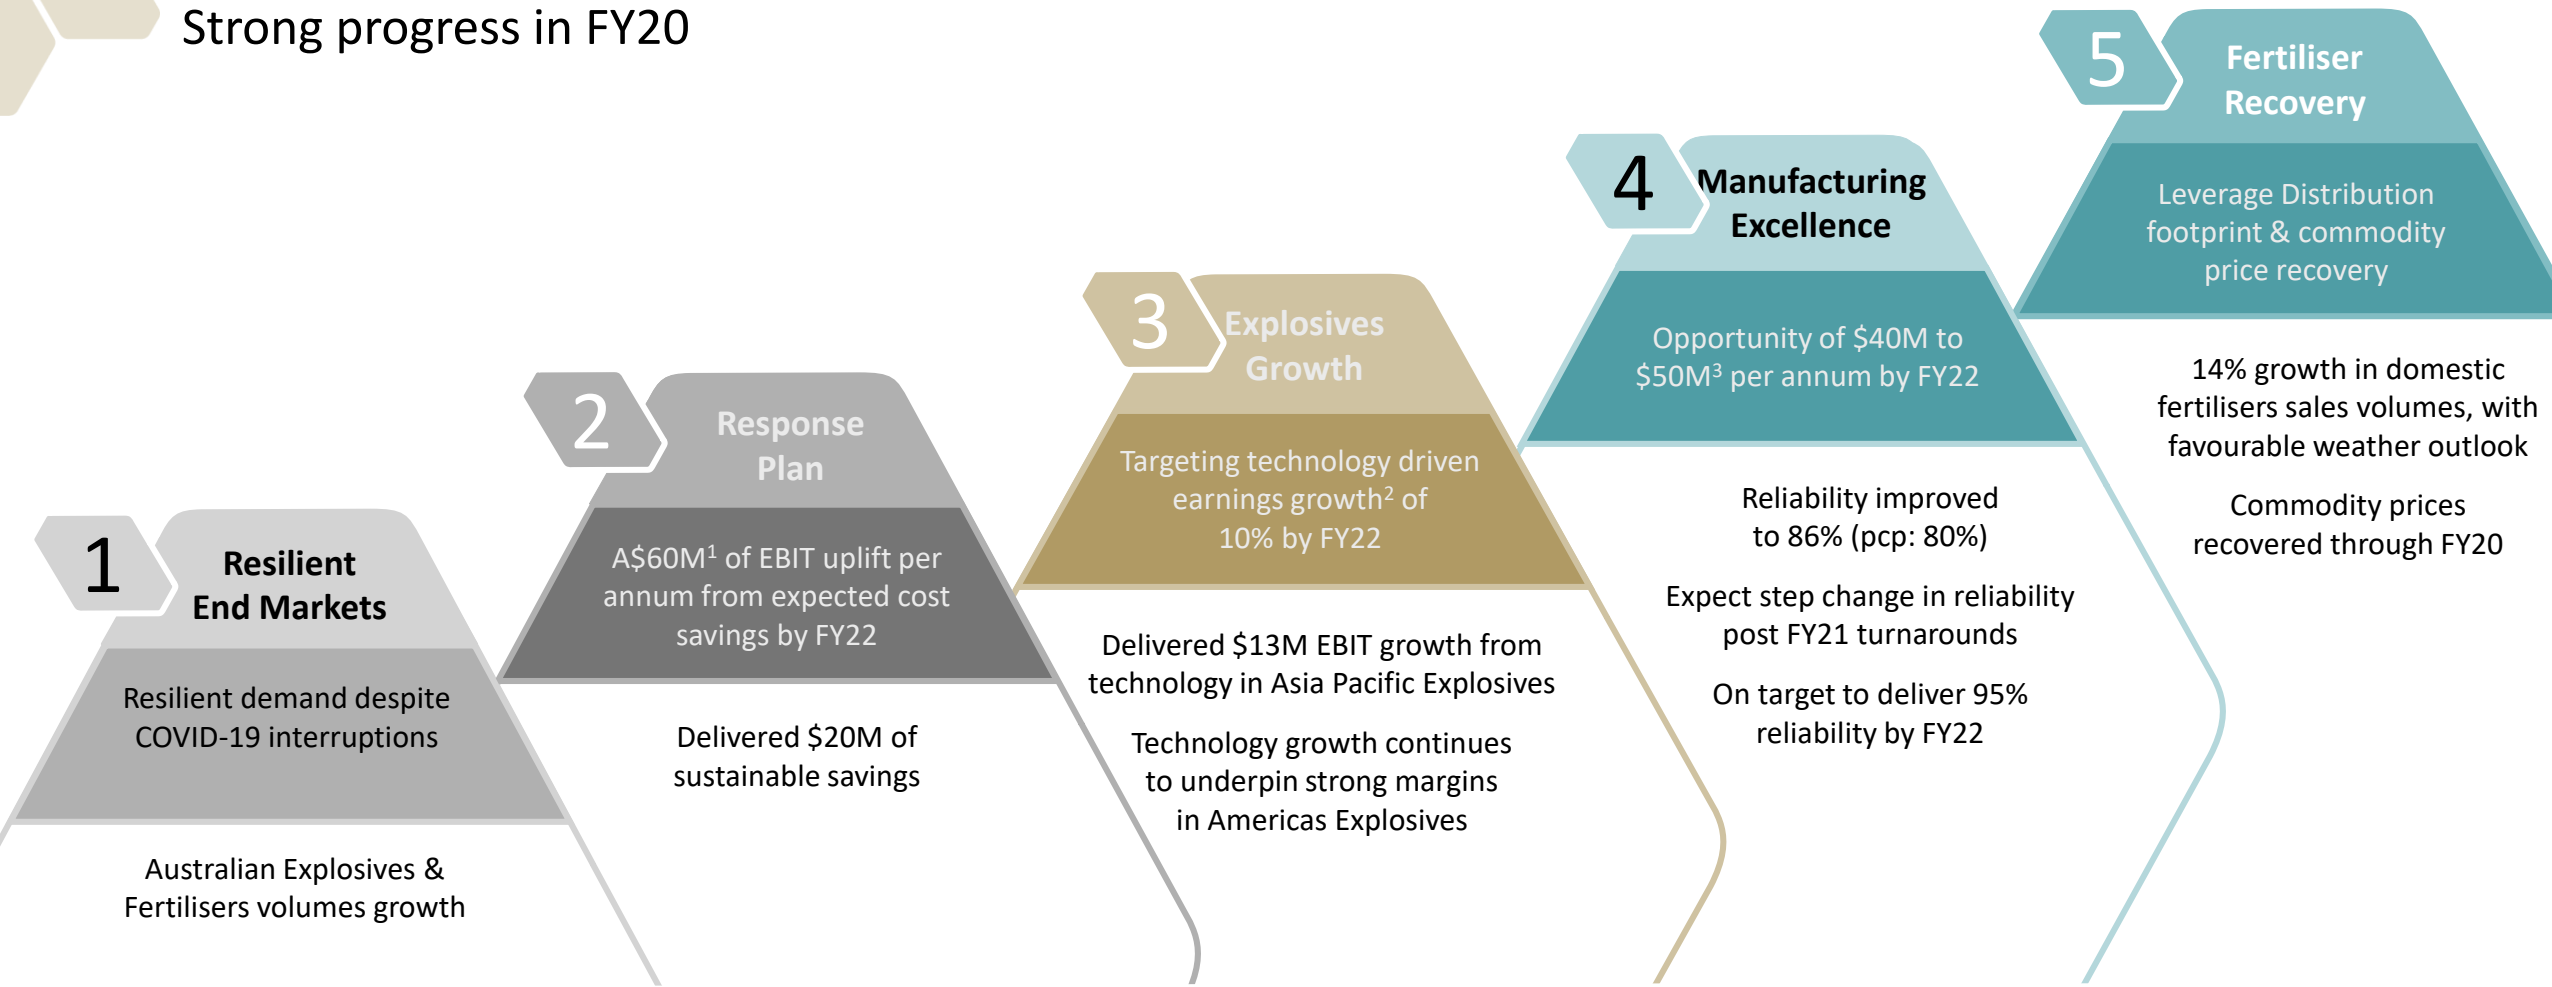 Strong progress in FY20
1
Resilient
End Markets
Resilient demand despite
COVID-19 interruptions
Australian Explosives &
Fertilisers volumes growth
2
Response
Plan
A$60M¹ of EBIT uplift per
annum from expected cost
savings by FY22
Delivered $20M of
sustainable savings
3
Explosives
Growth
Targeting technology driven
earnings growth² of
10% by FY22
Delivered $13M EBIT growth from
technology in Asia Pacific Explosives
Technology growth continues
to underpin strong margins
in Americas Explosives
4
Manufacturing
Excellence
Opportunity of $40M to
$50M³ per annum by FY22
Reliability improved
to 86% (pcp: 80%)
Expect step change in reliability
post FY21 turnarounds
On target to deliver 95%
reliability by FY22
5
Fertiliser
Recovery
Leverage Distribution
footprint & commodity
price recovery
14% growth in domestic
fertilisers sales volumes, with
favourable weather outlook
Commodity prices
recovered through FY20